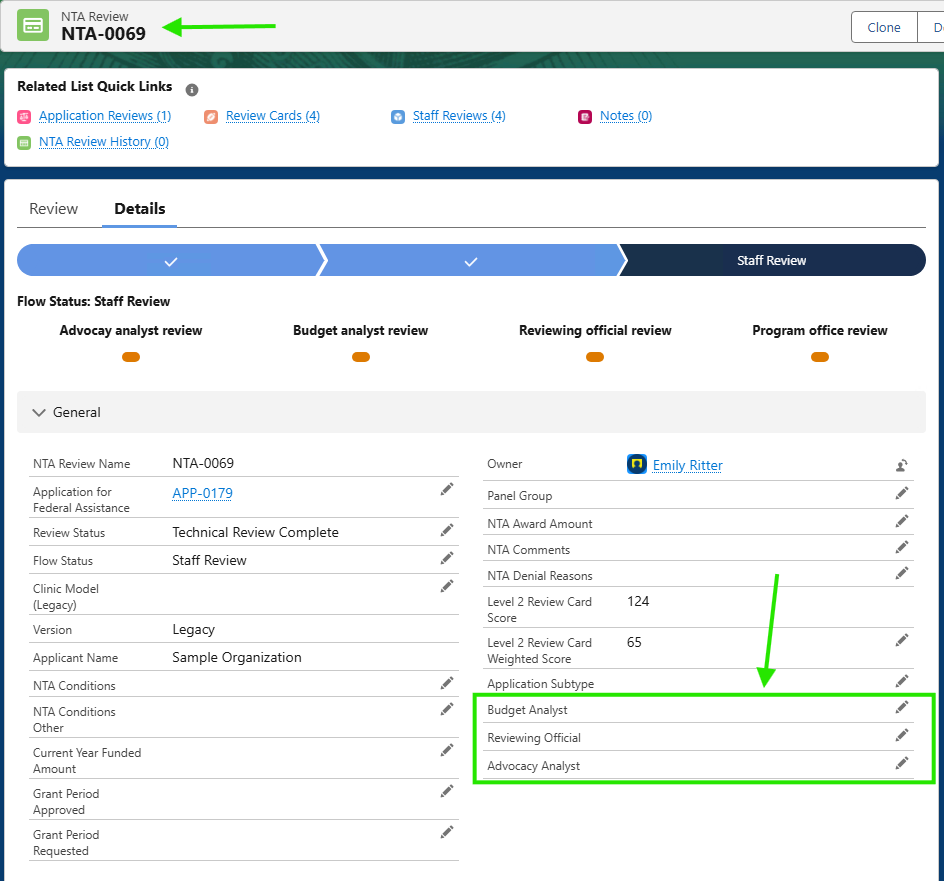 NTA Review
NTA-0069
Clone
Related List Quick Links
Application Reviews (1)
Review Cards (4)
Staff Reviews (4)
Notes (0)
NTA Review History (0)
Review
Details
Staff Review
Flow Status: Staff Review
Advocay analyst review
Budget analyst review
Reviewing official review
Program office review
General
NTA Review Name
NTA-0069
Application for
Federal Assistance
APP-0179
Review Status
Technical Review Complete
Flow Status
Staff Review
Clinic Model
(Legacy)
Version
Legacy
Applicant Name
Sample Organization
NTA Conditions
NTA Conditions
Other
Current Year Funded
Amount
Grant Period
Approved
Grant Period
Requested
Owner
Emily Ritter
Panel Group
NTA Award Amount
NTA Comments
NTA Denial Reasons
Level 2 Review Card
Score
124
Level 2 Review Card
Weighted Score
65
Application Subtype
Budget Analyst
Reviewing Official
Advocacy Analyst